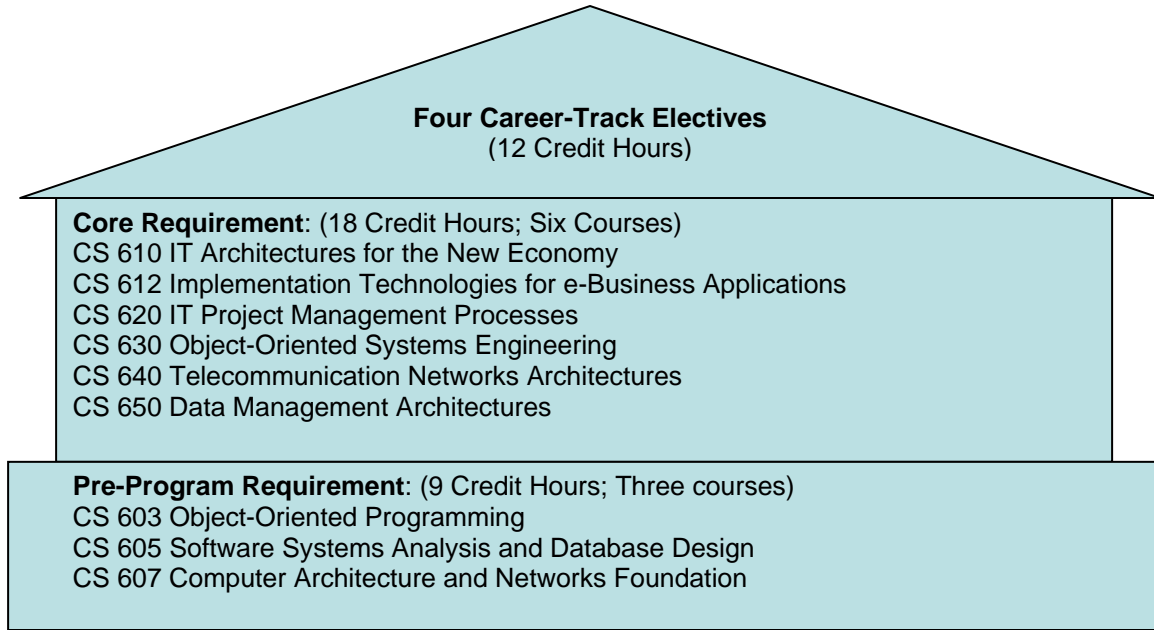 Four Career-Track Electives
(12 Credit Hours)
Core Requirement: (18 Credit Hours; Six Courses)
CS 610 IT Architectures for the New Economy
CS 612 Implementation Technologies for e-Business Applications
CS 620 IT Project Management Processes
CS 630 Object-Oriented Systems Engineering
CS 640 Telecommunication Networks Architectures
CS 650 Data Management Architectures
Pre-Program Requirement: (9 Credit Hours; Three courses)
CS 603 Object-Oriented Programming
CS 605 Software Systems Analysis and Database Design
CS 607 Computer Architecture and Networks Foundation